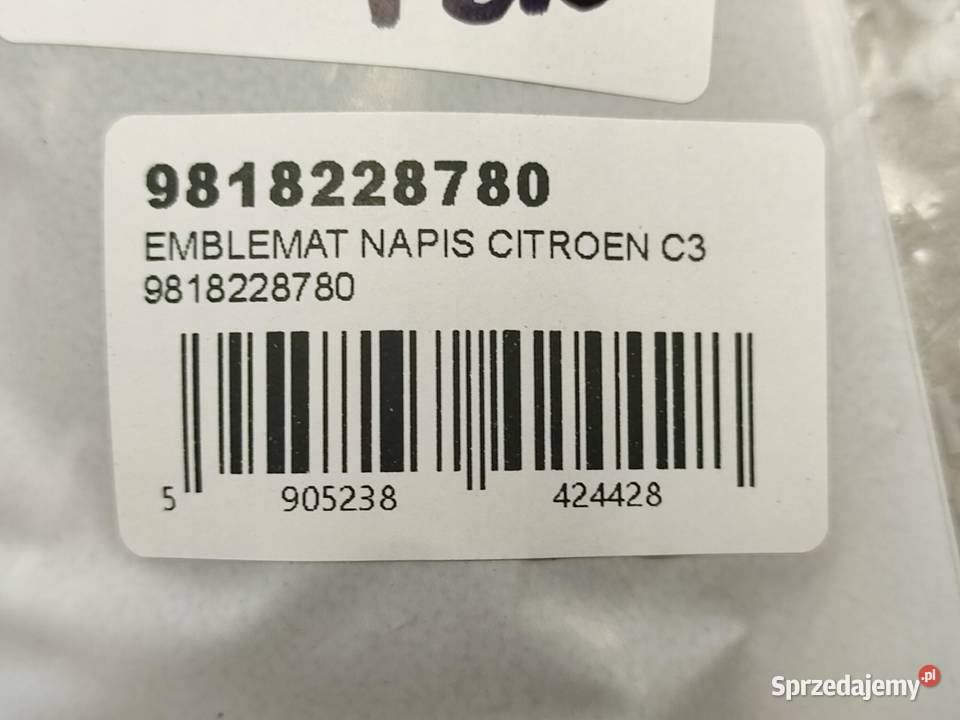 9818228780
EMBLEMAT NAPIS CITROEN C3
9818228780
5 905238 424428
Sprzedajemy.pl